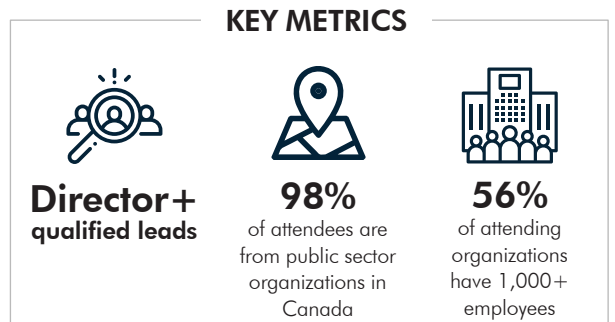 KEY METRICS
Director+
qualified leads
98%
of attendees are
from public sector
organizations in
Canada
56%
of attending
organizations
have 1,000+
employees